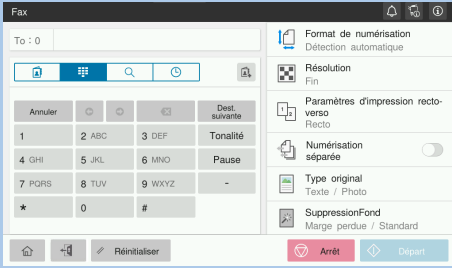 Fax
To : 0
Annuler
Dest. suivante
1
2 ABC
3 DEF
Tonalité
4 GHI
5 JKL
6 MNO
Pause
7 PQRS
8 TUV
9 WXYZ
-
*
0
#
Format de numérisation
Détection automatique
Résolution
Fin
Paramètres d'impression recto-
verso
Recto
Numérisation
séparée
Type original
Texte / Photo
SuppressionFond
Marge perdue / Standard
Réinitialiser
Arrêt
Départ